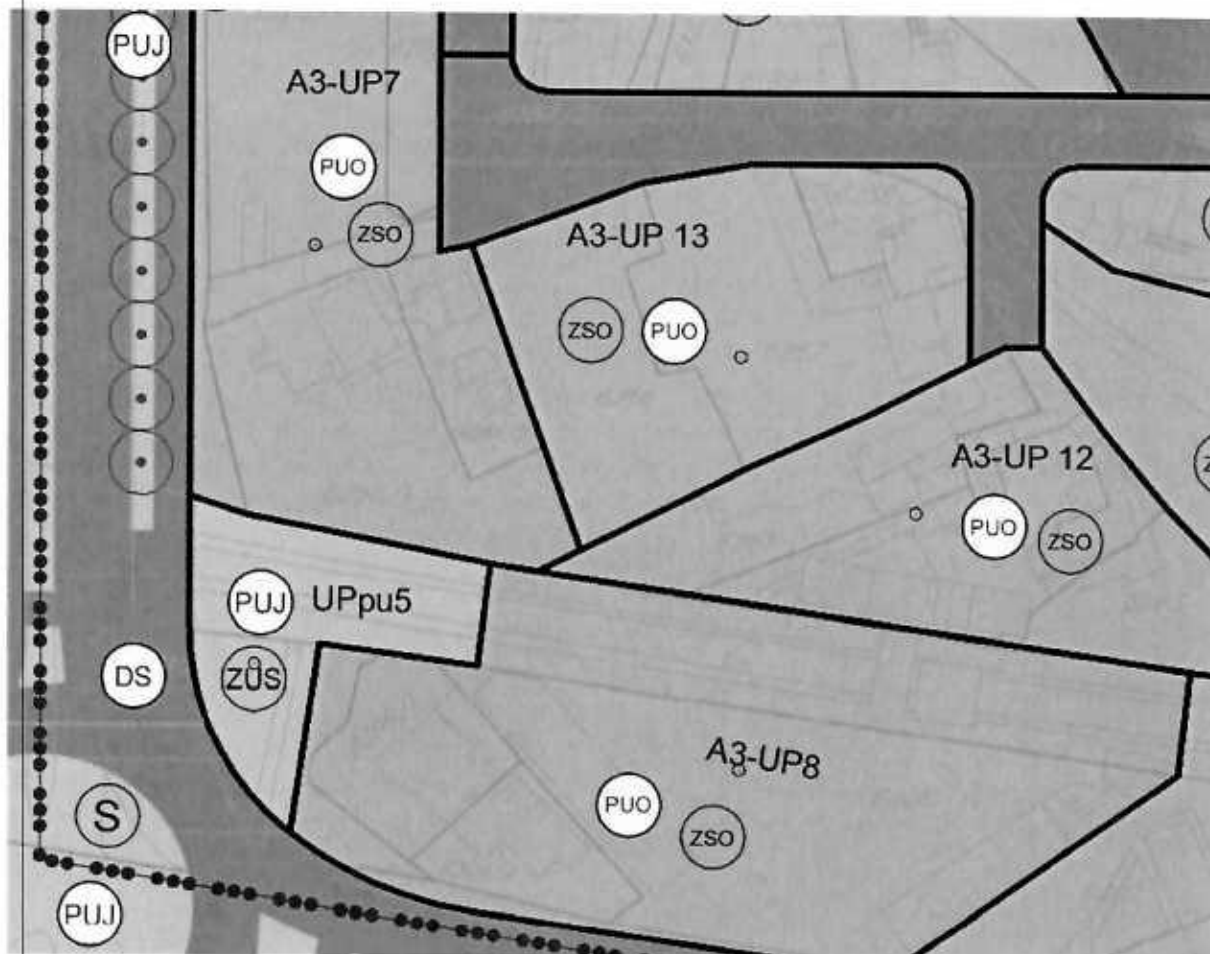 PUJ
A3-UP7
PUO
ZSO
A3-UP 13
ZSO
PUO
A3-UP 12
PUO
ZSO
PUJ
UPpu5
ZUS
DS
A3-UP8
PUO
ZSO
S
PUJ